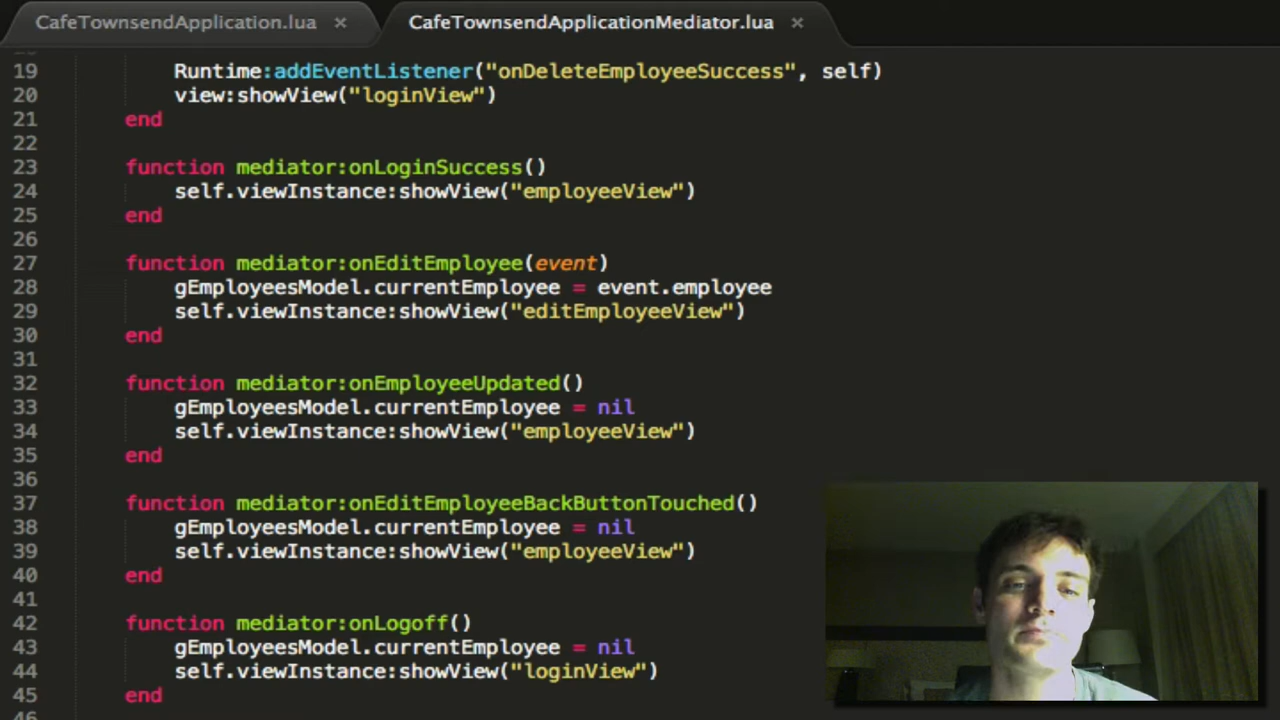 CafeTownsendApplication.lua × CafeTownsendApplicationMediator.lua ×
19 Runtime:addEventListener("onDeleteEmployeeSuccess", self)
20 view:showView("loginView")
21 end
22
23 function mediator:onLoginSuccess()
24 self.viewInstance:showView("employeeView")
25 end
26
27 function mediator:onEditEmployee(event)
28 gEmployeesModel.currentEmployee = event.employee
29 self.viewInstance:showView("editEmployeeView")
30 end
31
32 function mediator:onEmployeeUpdated()
33 gEmployeesModel.currentEmployee = nil
34 self.viewInstance:showView("employeeView")
35 end
36
37 function mediator:onEditEmployeeBackButtonTouched()
38 gEmployeesModel.currentEmployee = nil
39 self.viewInstance:showView("employeeView")
40 end
41
42 function mediator:onLogoff()
43 gEmployeesModel.currentEmployee = nil
44 self.viewInstance:showView("loginView")
45 end